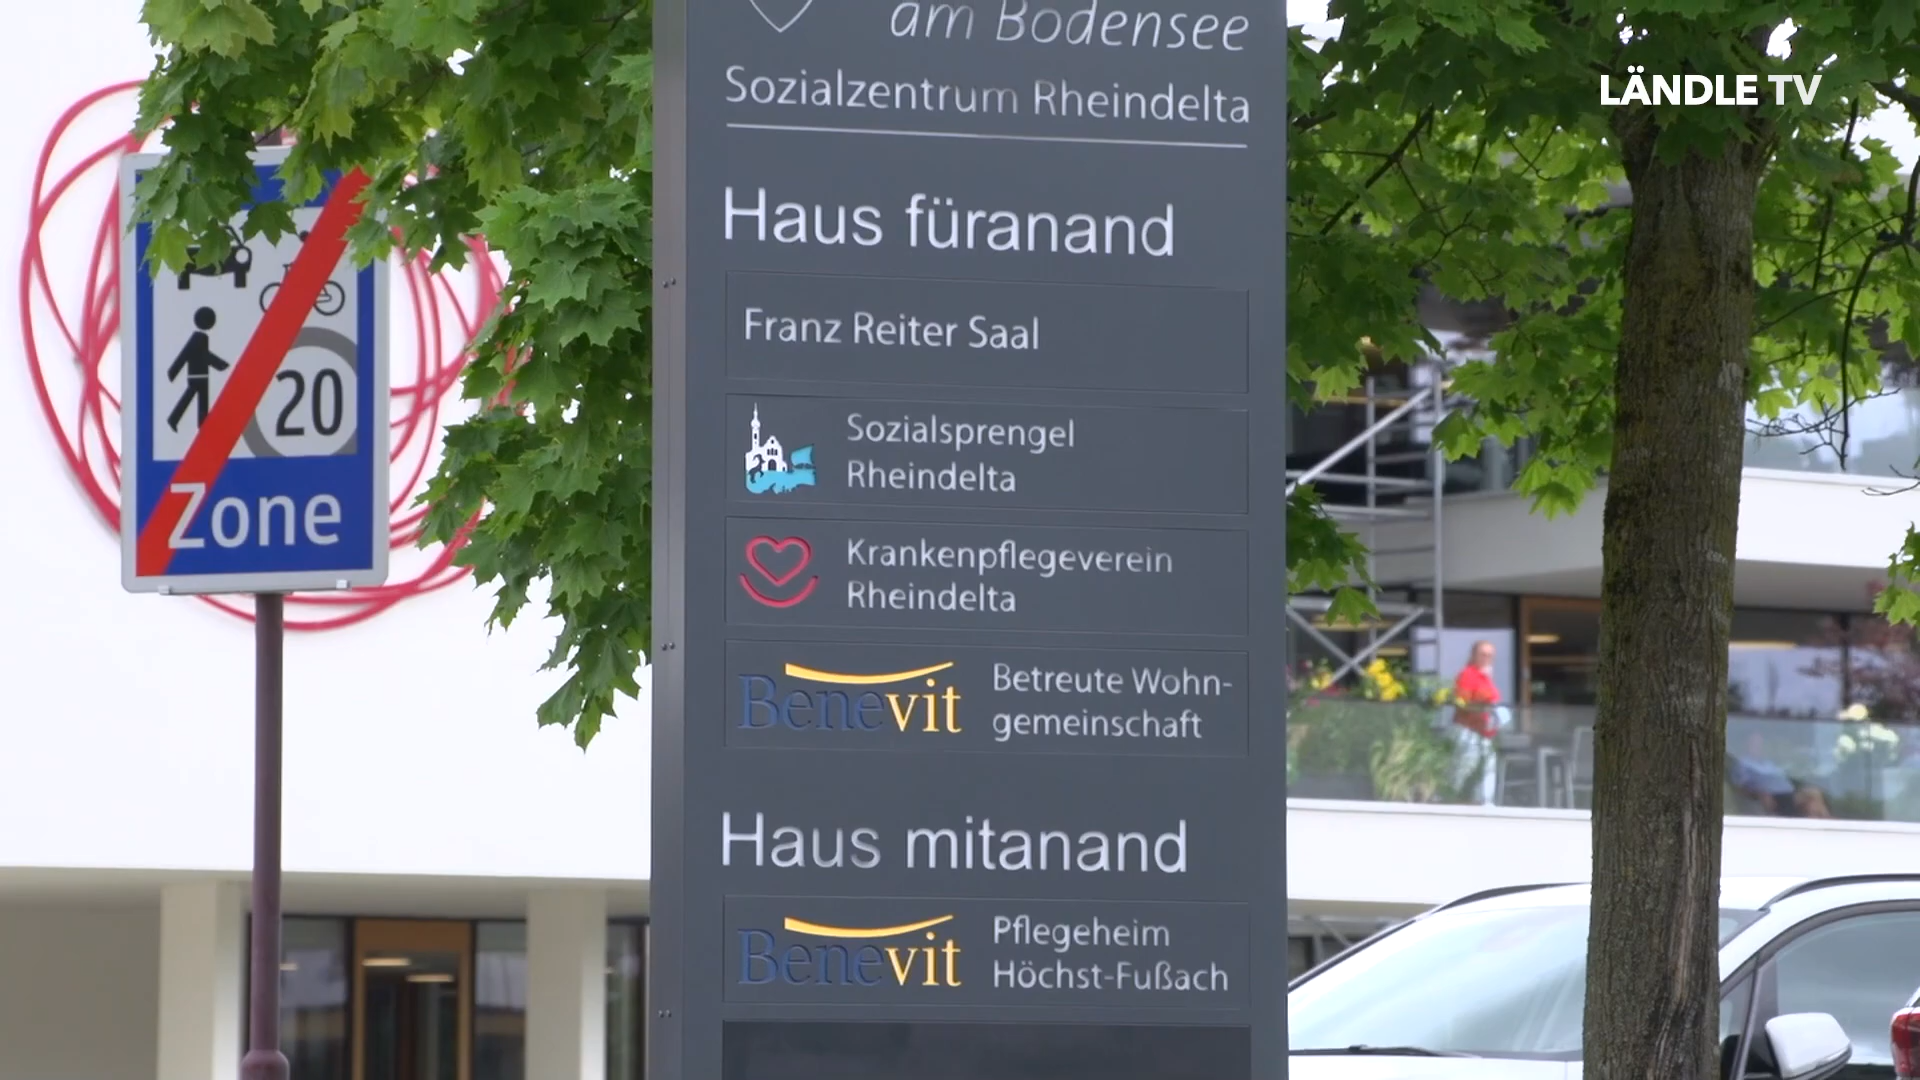 am Bodensee
Sozialzentrum Rheindelta
LÄNDLE TV
Haus füranand
Franz Reiter Saal
Sozialsprengel
Rheindelta
Krankenpflegeverein
Rheindelta
Benevit
Betreute Wohn-
gemeinschaft
Haus mitanand
Benevit
Pflegeheim
Höchst-Fußach
20
Zone